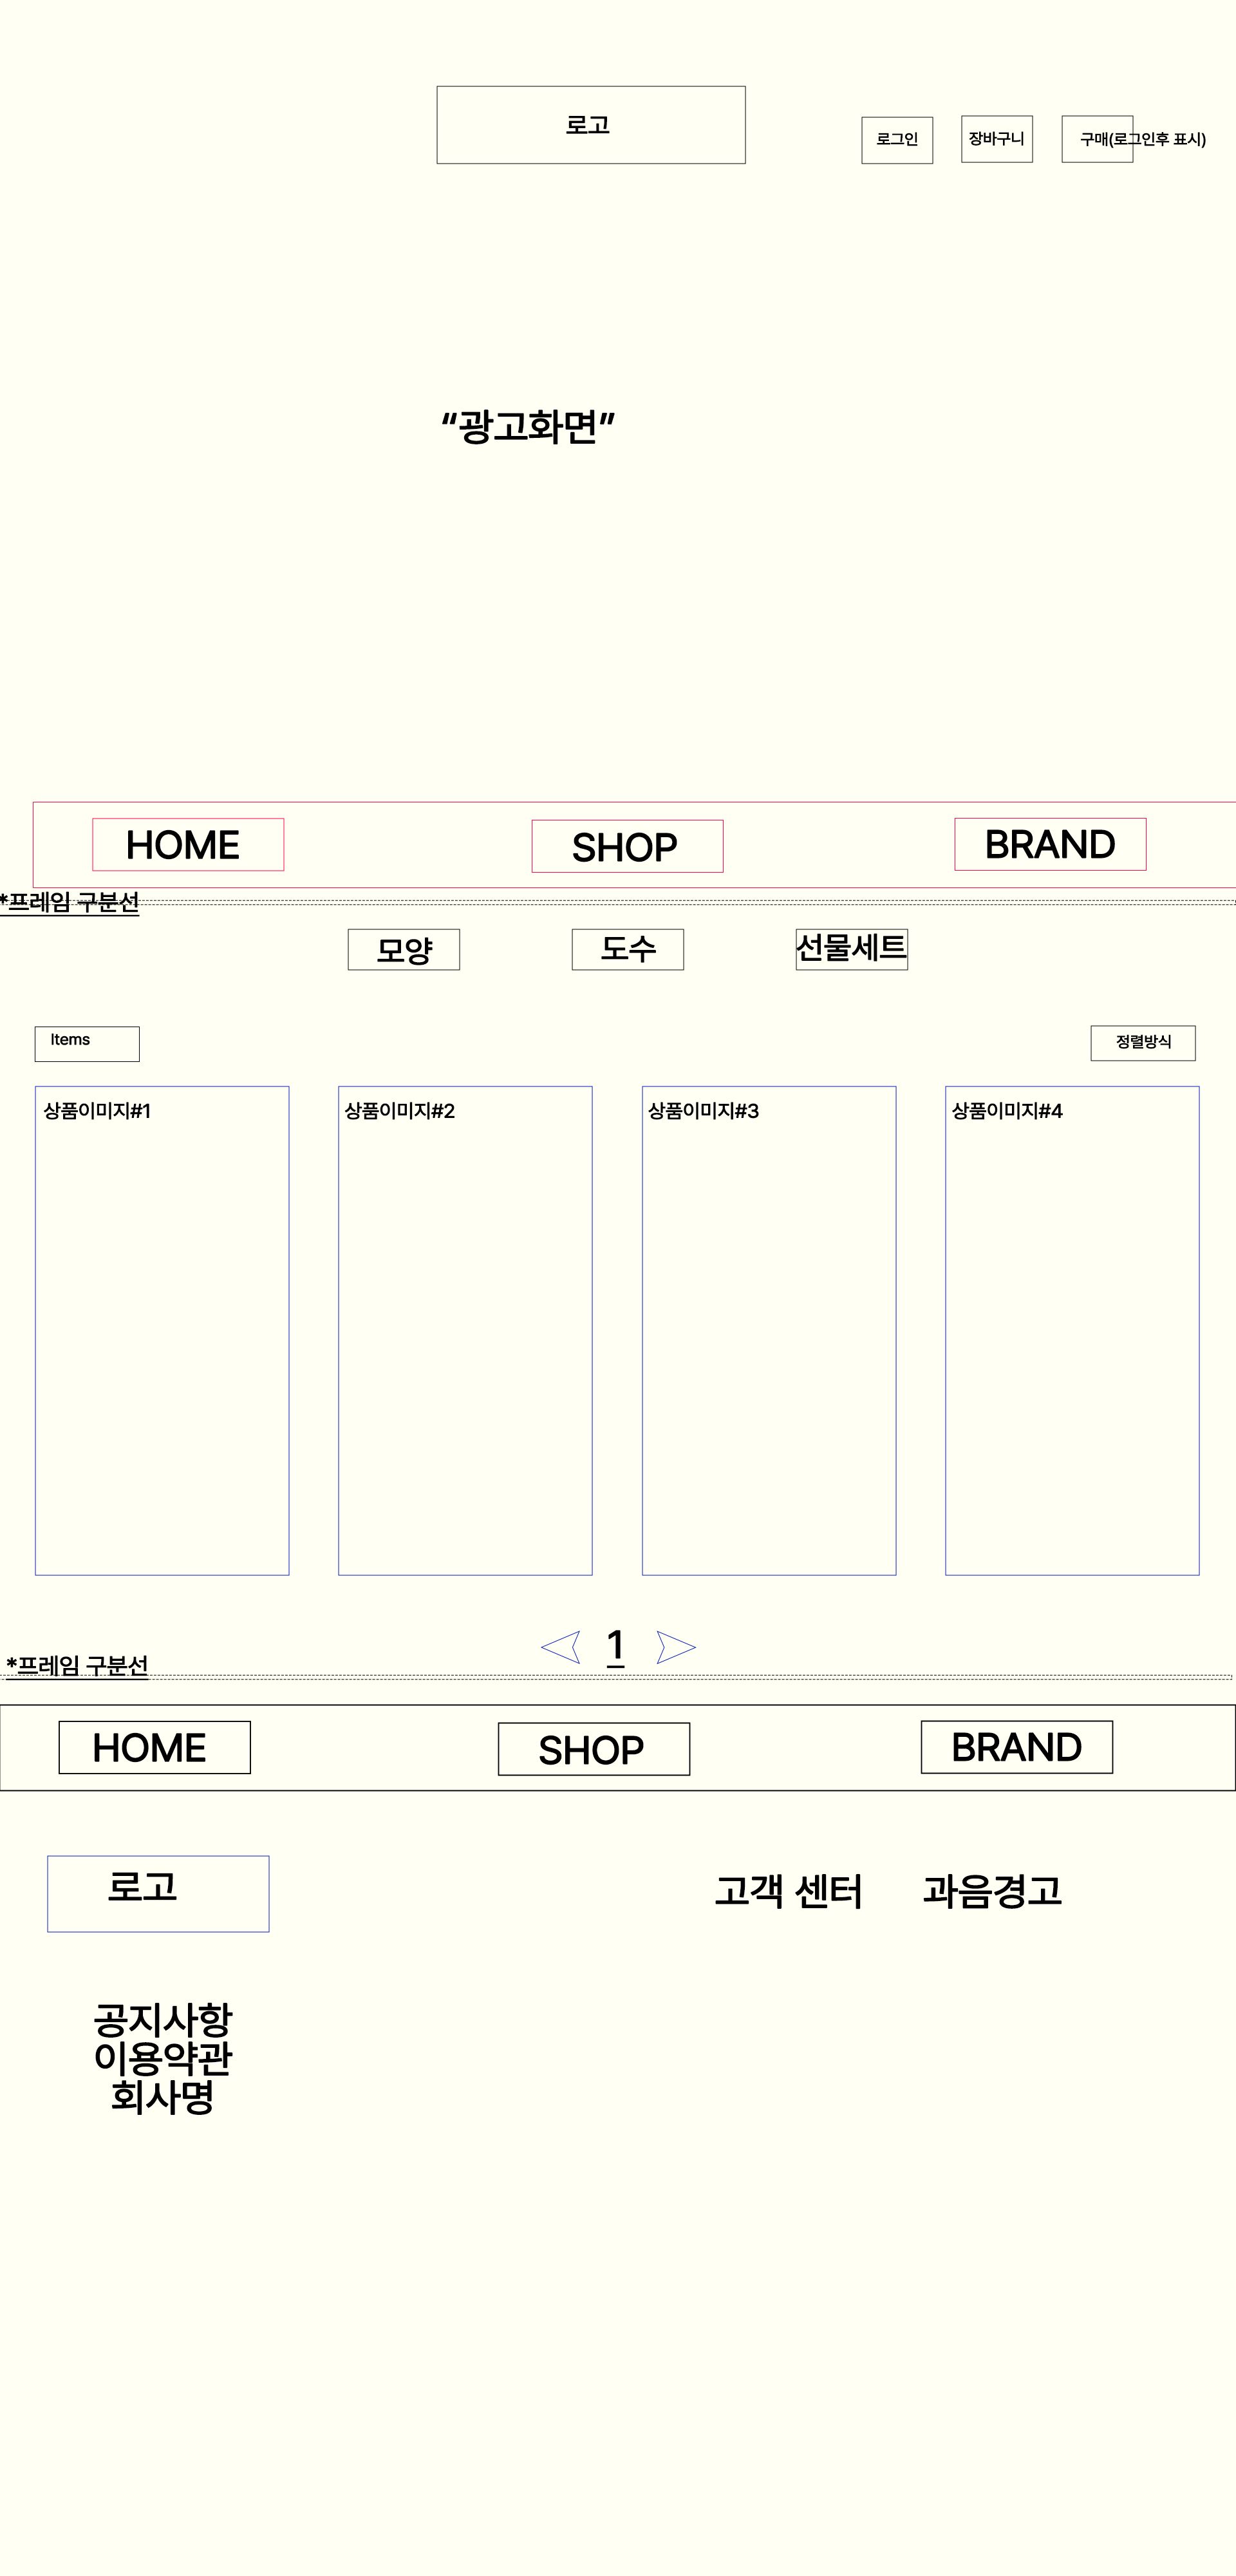 로고
로그인
장바구니
구매(로그인후 표시)
“광고화면”
HOME
SHOP
BRAND
*프레임 구분선
모양
도수
선물세트
Items
정렬방식
상품이미지#1
상품이미지#2
상품이미지#3
상품이미지#4
1
*프레임 구분선
HOME
SHOP
BRAND
로고
고객 센터
과음경고
공지사항
이용약관
회사명